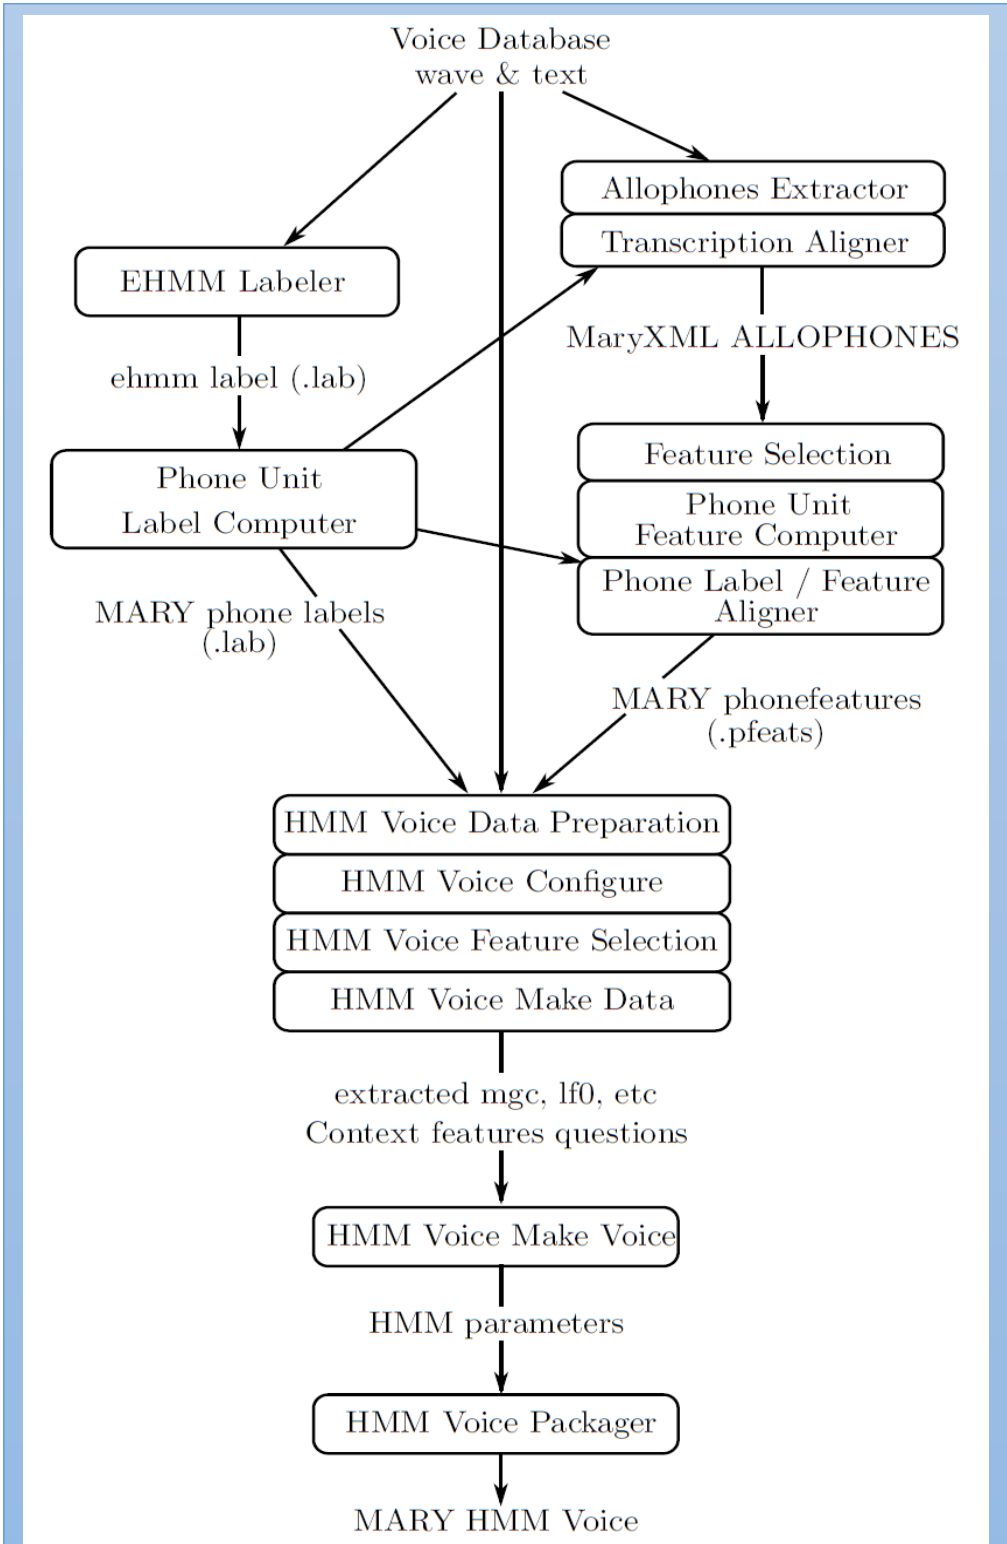 Voice Database
wave & text
Allophones Extractor
Transcription Aligner
EHMM Labeler
MaryXML ALLOPHONES
ehmm label (.lab)
Feature Selection
Phone Unit
Label Computer
Phone Unit
Feature Computer
Phone Label / Feature
Aligner
MARY phone labels
(.lab)
MARY phonefeatures
(.pfeats)
HMM Voice Data Preparation
HMM Voice Configure
HMM Voice Feature Selection
HMM Voice Make Data
extracted mgc, lf0, etc
Context features questions
HMM Voice Make Voice
HMM parameters
HMM Voice Packager
MARY HMM Voice